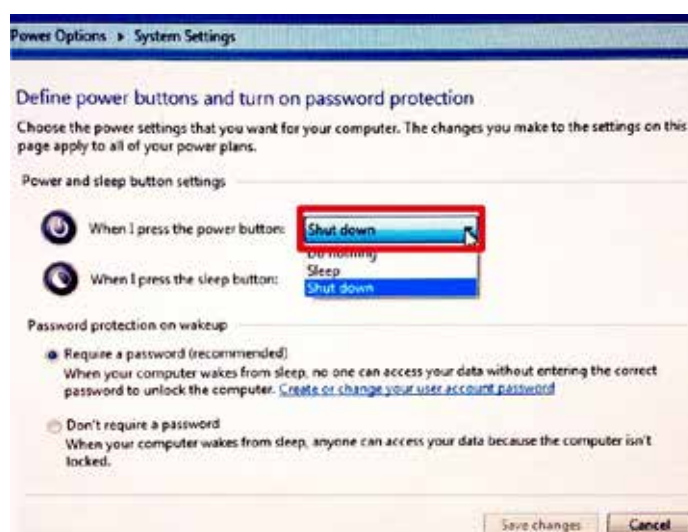 Power Options ▸ System Settings
Define power buttons and turn on password protection
Choose the power settings that you want for your computer. The changes you make to the settings on this
page apply to all of your power plans.
Power and sleep button settings
When I press the power button: Shut down
Do nothing
When I press the sleep button: Sleep
Shut down
Password protection on wakeup
Require a password (recommended)
When your computer wakes from sleep, no one can access your data without entering the correct
password to unlock the computer. Create or change your user account password
Don't require a password
When your computer wakes from sleep, anyone can access your data because the computer isn't
locked.
Save changes Cancel